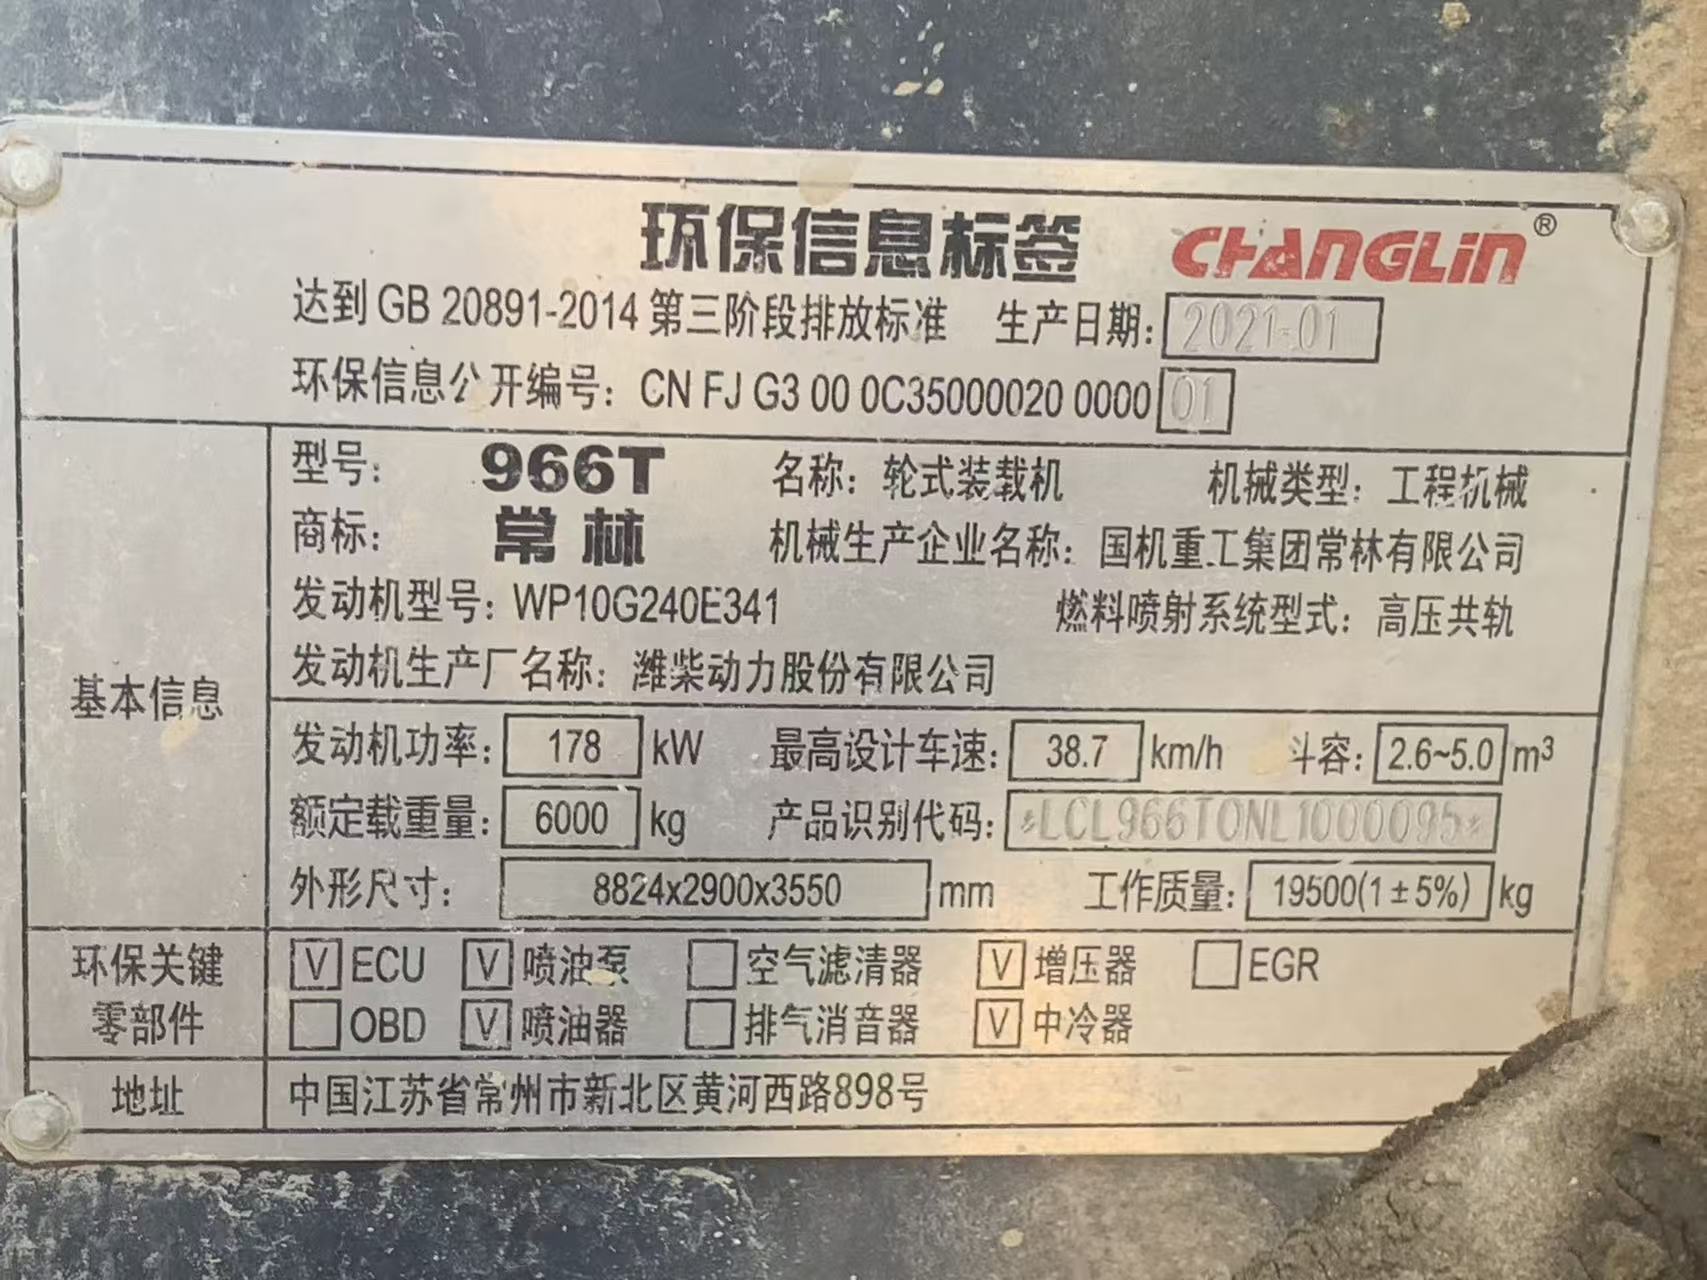 环保信息标签 CHANGLIN®
达到 GB 20891-2014 第三阶段排放标准 生产日期: 2021-01
环保信息公开编号: CN FJ G3 00 0C35000020 0000 01
型号: 966T 名称: 轮式装载机 机械类型: 工程机械
商标: 常林 机械生产企业名称: 国机重工集团常林有限公司
发动机型号: WP10G240E341 燃料喷射系统型式: 高压共轨
发动机生产厂名称: 潍柴动力股份有限公司
基本信息
发动机功率: 178 kW 最高设计车速: 38.7 km/h 斗容: 2.6~5.0 m³
额定载重量: 6000 kg 产品识别代码: *LCL966TONL1000095*
外形尺寸: 8824x2900x3550 mm 工作质量: 19500(1±5%) kg
环保关键 V ECU V 喷油泵 空气滤清器 V 增压器 EGR
零部件 OBD V 喷油器 排气消音器 V 中冷器
地址 中国江苏省常州市新北区黄河西路898号